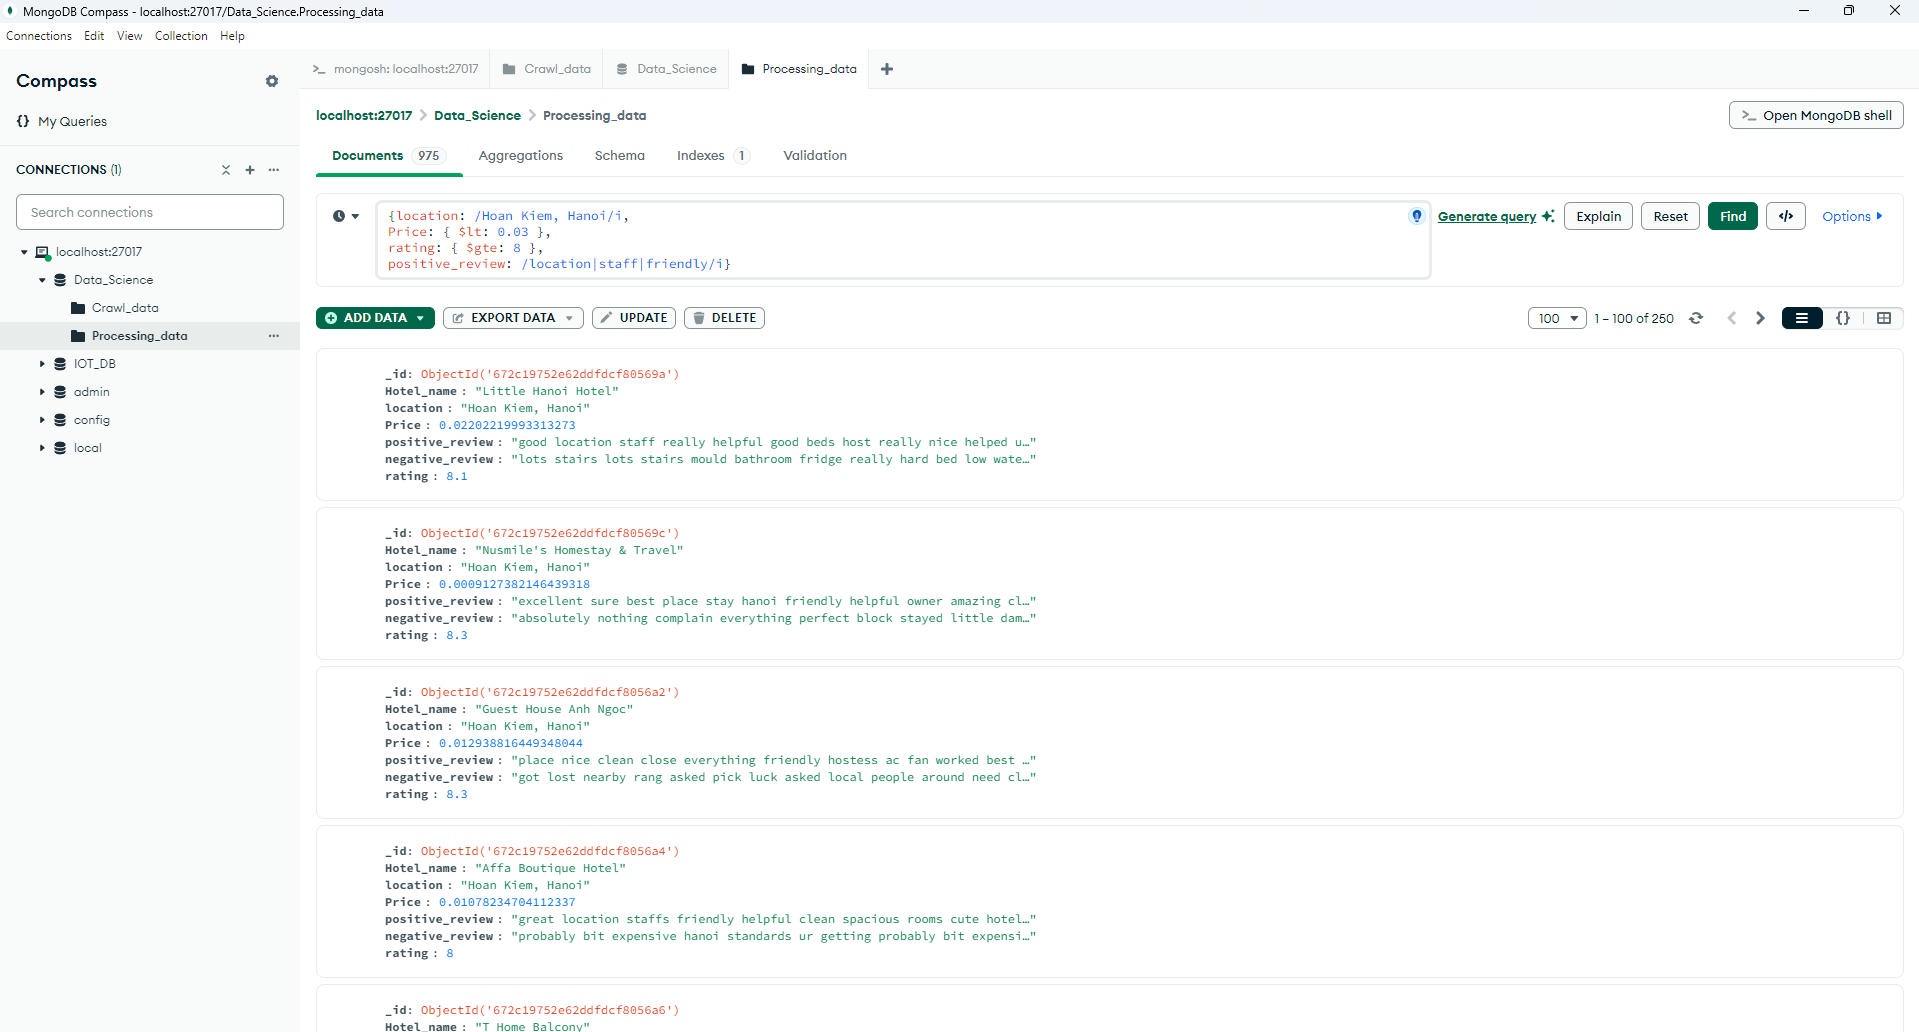 MongoDB Compass - localhost:27017/Data_Science.Processing_data
Connections Edit View Collection Help
Compass
{} My Queries
CONNECTIONS (1)
Search connections
localhost:27017
Data_Science
Crawl_data
Processing_data
IOT_DB
admin
config
local
>_ mongosh: localhost:27017 Crawl_data Data_Science Processing_data
localhost:27017 > Data_Science > Processing_data
>_ Open MongoDB shell
Documents 975 Aggregations Schema Indexes 1 Validation
{location: /Hoan Kiem, Hanoi/i,
Price: { $lt: 0.03 },
rating: { $gte: 8 },
positive_review: /location|staff|friendly/i}
Generate query Explain Reset Find </> Options
ADD DATA EXPORT DATA UPDATE DELETE
100 1 – 100 of 250 {}
_id: ObjectId('672c19752e62ddfdcf80569a')
Hotel_name : "Little Hanoi Hotel"
location : "Hoan Kiem, Hanoi"
Price : 0.02202219993313273
positive_review : "good location staff really helpful good beds host really nice helped u…"
negative_review : "lots stairs lots stairs mould bathroom fridge really hard bed low wate…"
rating : 8.1
_id: ObjectId('672c19752e62ddfdcf80569c')
Hotel_name : "Nusmile's Homestay & Travel"
location : "Hoan Kiem, Hanoi"
Price : 0.0009127382146439318
positive_review : "excellent sure best place stay hanoi friendly helpful owner amazing cl…"
negative_review : "absolutely nothing complain everything perfect block stayed little dam…"
rating : 8.3
_id: ObjectId('672c19752e62ddfdcf8056a2')
Hotel_name : "Guest House Anh Ngoc"
location : "Hoan Kiem, Hanoi"
Price : 0.012938816449348044
positive_review : "place nice clean close everything friendly hostess ac fan worked best …"
negative_review : "got lost nearby rang asked pick luck asked local people around need cl…"
rating : 8.3
_id: ObjectId('672c19752e62ddfdcf8056a4')
Hotel_name : "Affa Boutique Hotel"
location : "Hoan Kiem, Hanoi"
Price : 0.01078234704112337
positive_review : "great location staffs friendly helpful clean spacious rooms cute hotel…"
negative_review : "probably bit expensive hanoi standards ur getting probably bit expensi…"
rating : 8
_id: ObjectId('672c19752e62ddfdcf8056a6')
Hotel_name : "T Home Balcony"